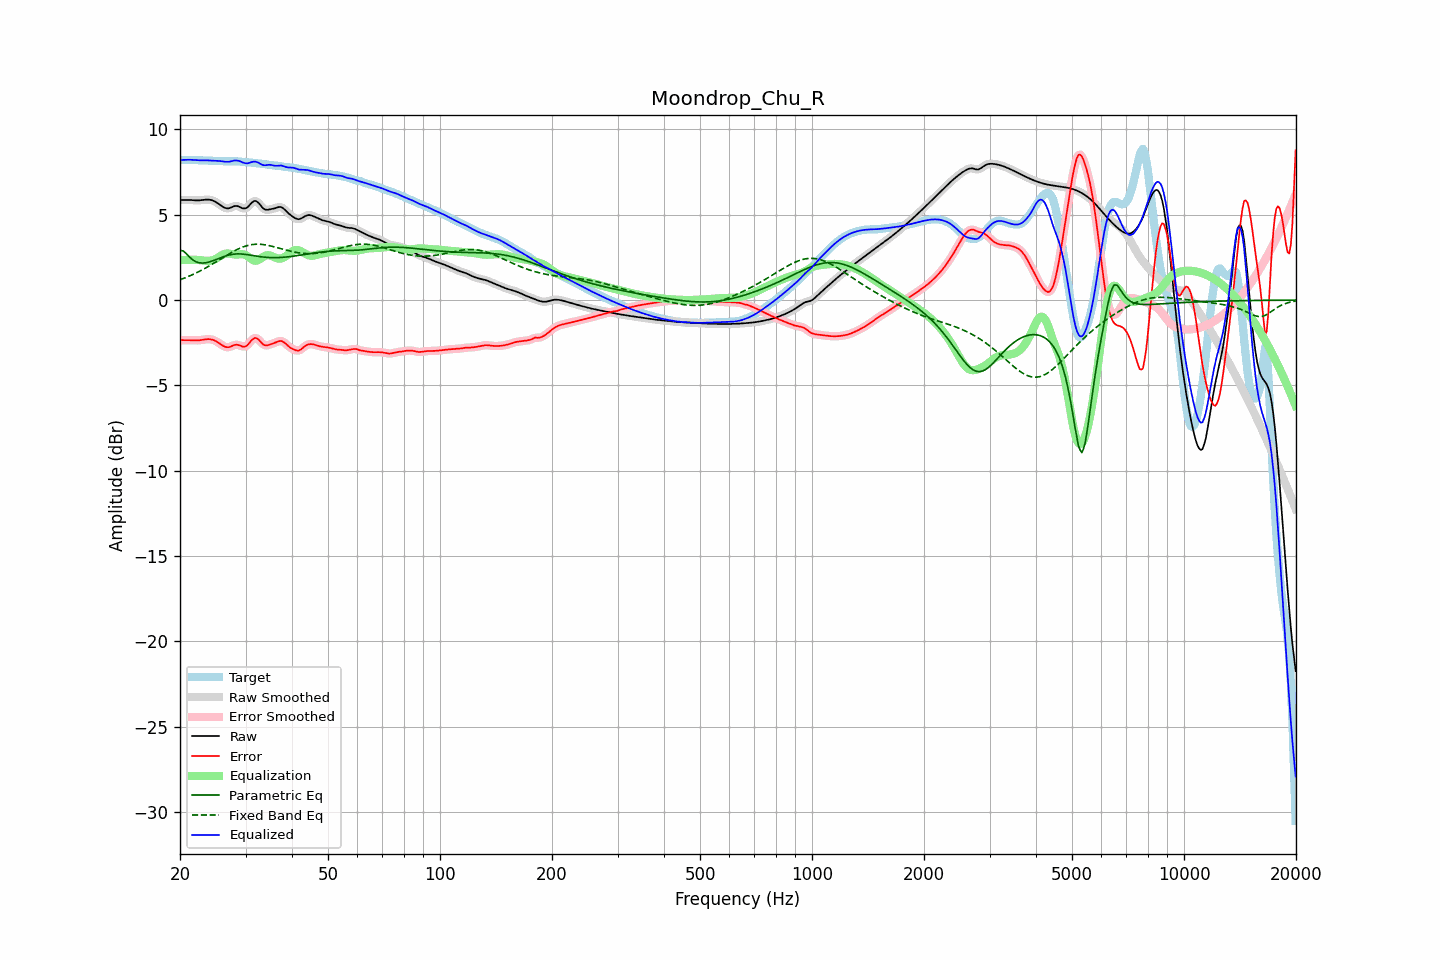 Moondrop_Chu_R
Amplitude (dBr)
10
5
0
−5
−10
−15
−20
−25
−30
Target
Raw Smoothed
Error Smoothed
Raw
Error
Equalization
Parametric Eq
Fixed Band Eq
Equalized
20 50 100 200 500 1000 2000 5000 10000 20000
Frequency (Hz)